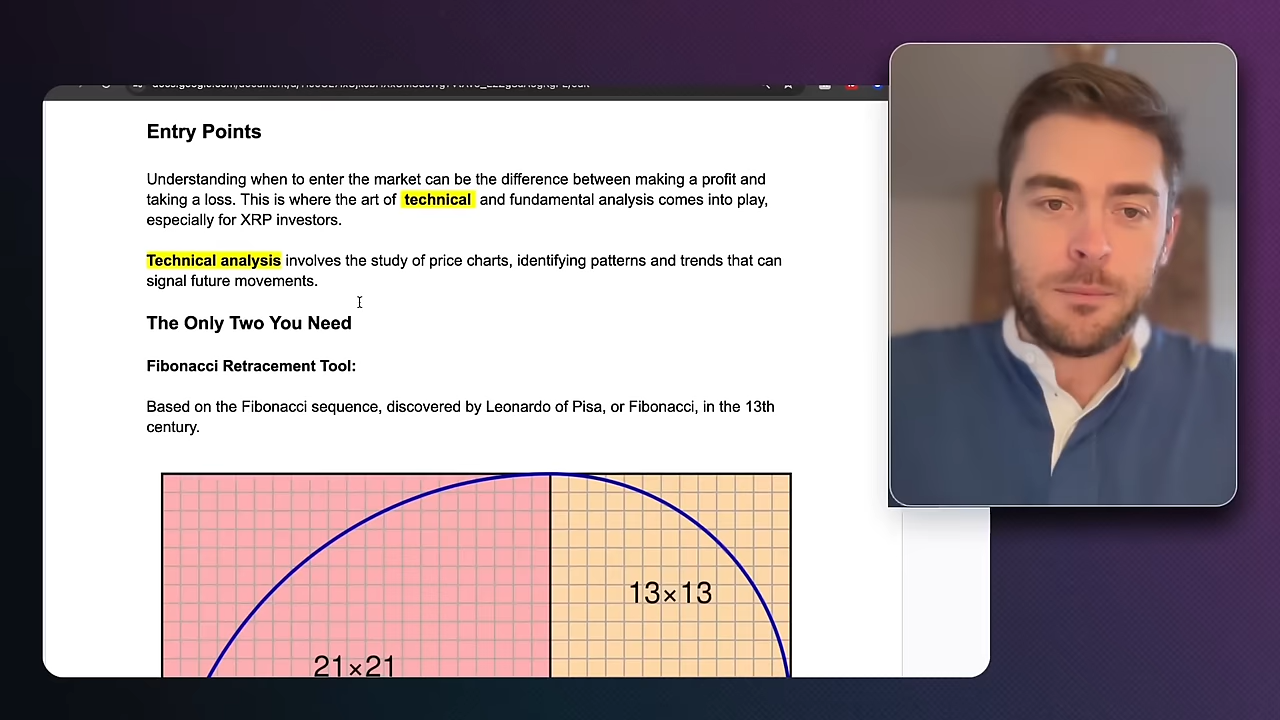 Entry Points
Understanding when to enter the market can be the difference between making a profit and
taking a loss. This is where the art of technical and fundamental analysis comes into play,
especially for XRP investors.
Technical analysis involves the study of price charts, identifying patterns and trends that can
signal future movements.
The Only Two You Need
Fibonacci Retracement Tool:
Based on the Fibonacci sequence, discovered by Leonardo of Pisa, or Fibonacci, in the 13th
century.
13×13
21×21